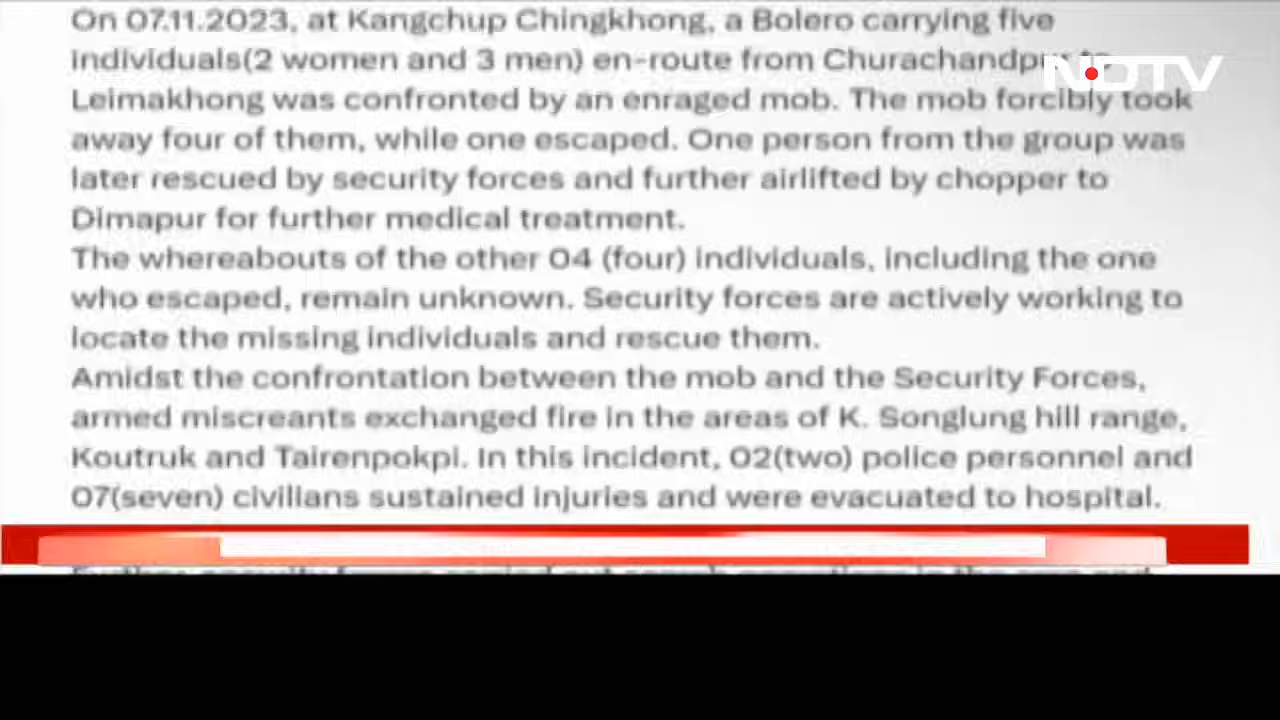 On 07.11.2023, at Kangchup Chingkhong, a Bolero carrying five
individuals(2 women and 3 men) en-route from Churachandpur to
NDTV
Leimakhong was confronted by an enraged mob. The mob forcibly took
away four of them, while one escaped. One person from the group was
later rescued by security forces and further airlifted by chopper to
Dimapur for further medical treatment.
The whereabouts of the other 04 (four) individuals, including the one
who escaped, remain unknown. Security forces are actively working to
locate the missing individuals and rescue them.
Amidst the confrontation between the mob and the Security Forces,
armed miscreants exchanged fire in the areas of K. Songlung hill range,
Koutruk and Tairenpokpi. In this incident, 02(two) police personnel and
07(seven) civilians sustained injuries and were evacuated to hospital.